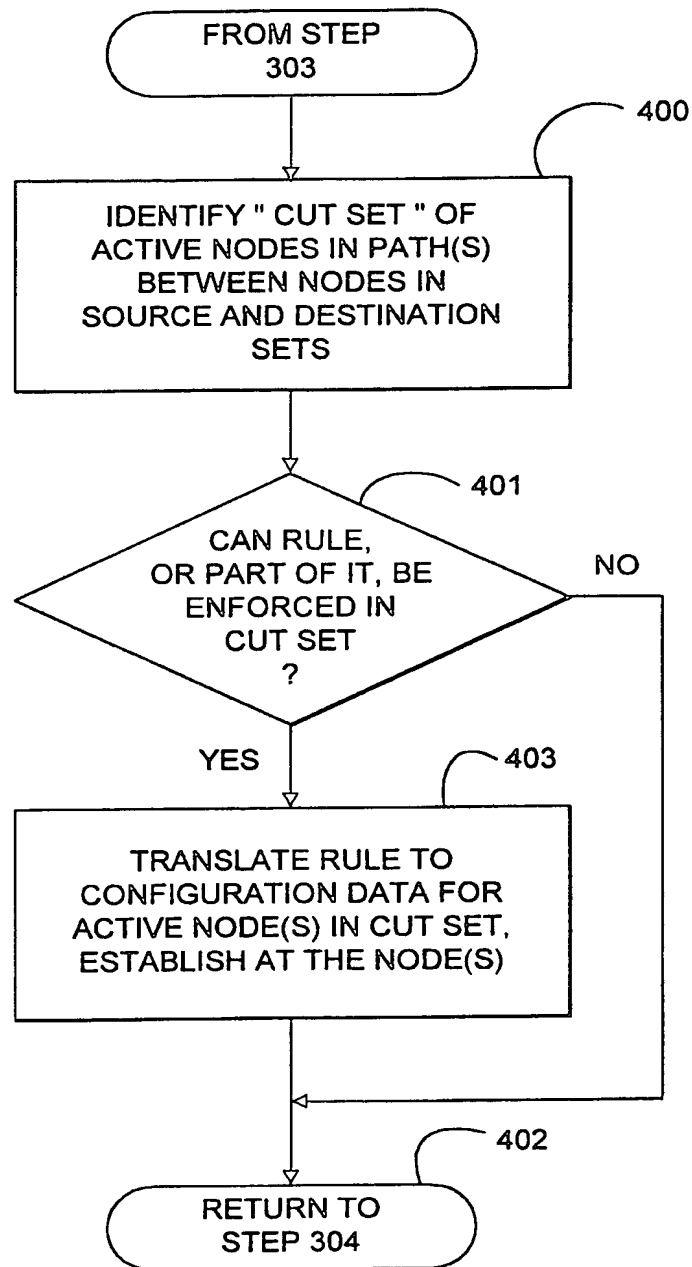 FROM STEP
303
400
IDENTIFY " CUT SET " OF
ACTIVE NODES IN PATH(S)
BETWEEN NODES IN
SOURCE AND DESTINATION
SETS
401
CAN RULE,
OR PART OF IT, BE
ENFORCED IN
CUT SET
?
NO
YES
403
TRANSLATE RULE TO
CONFIGURATION DATA FOR
ACTIVE NODE(S) IN CUT SET,
ESTABLISH AT THE NODE(S)
402
RETURN TO
STEP 304